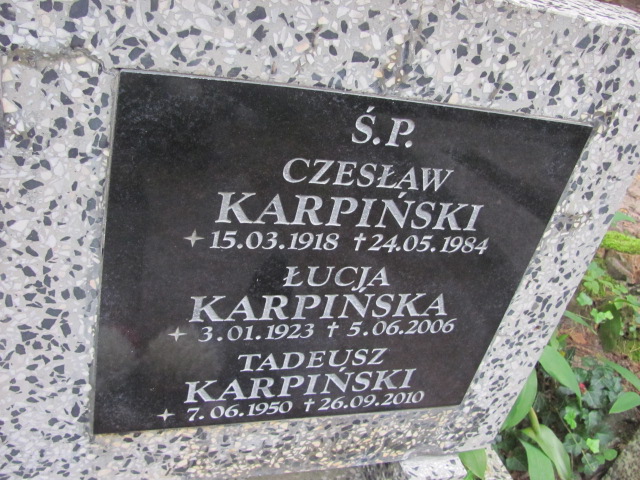 Ś.P.
CZESŁAW
KARPIŃSKI
15.03.1918 † 24.05.1984
ŁUCJA
KARPIŃSKA
3.01.1923 † 5.06.2006
TADEUSZ
KARPIŃSKI
7.06.1950 † 26.09.2010